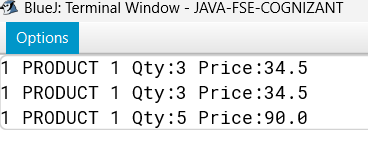 BlueJ: Terminal Window - JAVA-FSE-COGNIZANT
Options
1 PRODUCT 1 Qty:3 Price:34.5
1 PRODUCT 1 Qty:3 Price:34.5
1 PRODUCT 1 Qty:5 Price:90.0